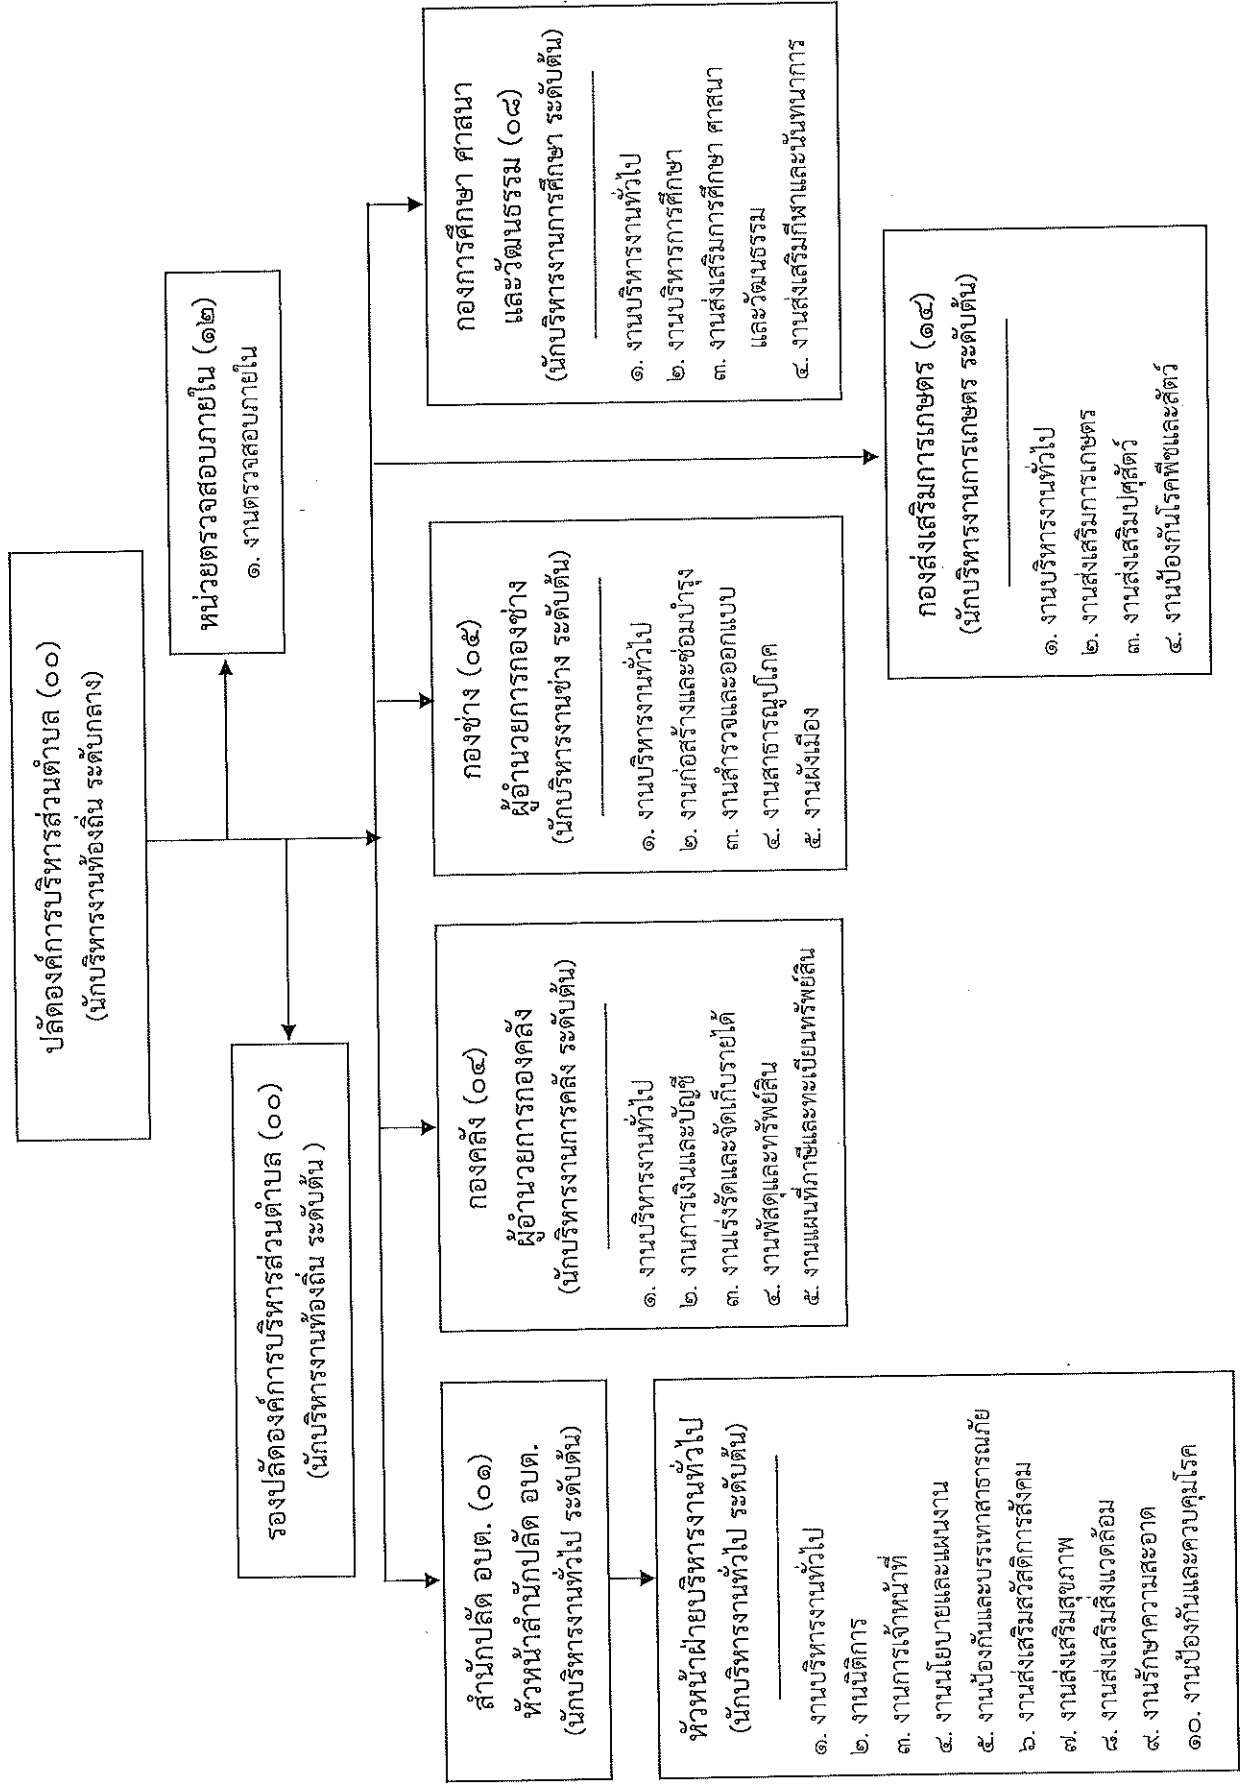 ปลัดองค์การบริหารส่วนตำบล (๐๐)
(นักบริหารงานท้องถิ่น ระดับกลาง)
หน่วยตรวจสอบภายใน (๑๒)
๑. งานตรวจสอบภายใน
รองปลัดองค์การบริหารส่วนตำบล (๐๐)
(นักบริหารงานท้องถิ่น ระดับต้น )
สำนักปลัด อบต. (๐๑)
หัวหน้าสำนักปลัด อบต.
(นักบริหารงานทั่วไป ระดับต้น)
หัวหน้าฝ่ายบริหารงานทั่วไป
(นักบริหารงานทั่วไป ระดับต้น)
๑. งานบริหารงานทั่วไป
๒. งานนิติการ
๓. งานการเจ้าหน้าที่
๔. งานนโยบายและแผนงาน
๕. งานป้องกันและบรรเทาสาธารณภัย
๖. งานส่งเสริมสวัสดิการสังคม
๗. งานส่งเสริมสุขภาพ
๘. งานส่งเสริมสิ่งแวดล้อม
๙. งานรักษาความสะอาด
๑๐. งานป้องกันและควบคุมโรค
กองคลัง (๐๔)
ผู้อำนวยการกองคลัง
(นักบริหารงานการคลัง ระดับต้น)
๑. งานบริหารงานทั่วไป
๒. งานการเงินและบัญชี
๓. งานเร่งรัดและจัดเก็บรายได้
๔. งานพัสดุและทรัพย์สิน
๕. งานแผนที่ภาษีและทะเบียนทรัพย์สิน
กองช่าง (๐๕)
ผู้อำนวยการกองช่าง
(นักบริหารงานช่าง ระดับต้น)
๑. งานบริหารงานทั่วไป
๒. งานก่อสร้างและซ่อมบำรุง
๓. งานสำรวจและออกแบบ
๔. งานสาธารณูปโภค
๕. งานผังเมือง
กองการศึกษา ศาสนา
และวัฒนธรรม (๐๘)
(นักบริหารงานการศึกษา ระดับต้น)
๑. งานบริหารงานทั่วไป
๒. งานบริหารการศึกษา
๓. งานส่งเสริมการศึกษา ศาสนา
และวัฒนธรรม
๔. งานส่งเสริมกีฬาและนันทนาการ
กองส่งเสริมการเกษตร (๑๔)
(นักบริหารงานการเกษตร ระดับต้น)
๑. งานบริหารงานทั่วไป
๒. งานส่งเสริมการเกษตร
๓. งานส่งเสริมปศุสัตว์
๔. งานป้องกันโรคพืชและสัตว์